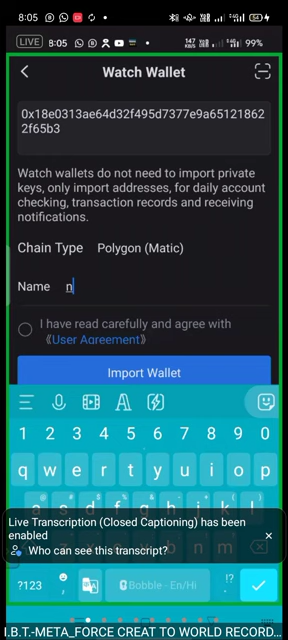 8:05
LIVE 8:05 147 KB/S 99%
Watch Wallet
0x18e0313ae64d32f495d7377e9a65121862
2f65b3
Watch wallets do not need to import private
keys, only import addresses, for daily account
checking, transaction records and receiving
notifications.
Chain Type Polygon (Matic)
Name n
I have read carefully and agree with
《User Agreement》
Import Wallet
1 2 3 4 5 6 7 8 9 0
q w e r t y u i o p
a s d f g h j k l
Live Transcription (Closed Captioning) has been
enabled
Who can see this transcript?
?123 Bobble - En/Hi !?
I.B.T.-META_FORCE CREAT TO WORLD RECORD...